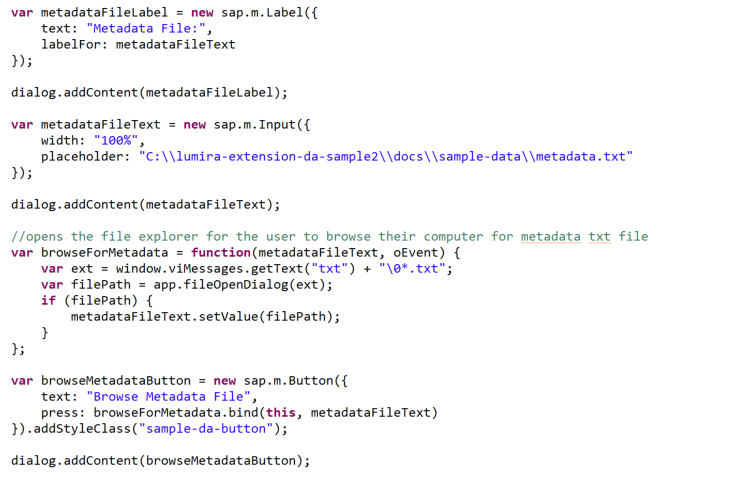 var metadataFileLabel = new sap.m.Label({
    text: "Metadata File:",
    labelFor: metadataFileText
});

dialog.addContent(metadataFileLabel);

var metadataFileText = new sap.m.Input({
    width: "100%",
    placeholder: "C:\\lumira-extension-da-sample2\\docs\\sample-data\\metadata.txt"
});

dialog.addContent(metadataFileText);

//opens the file explorer for the user to browse their computer for metadata txt file
var browseForMetadata = function(metadataFileText, oEvent) {
    var ext = window.viMessages.getText("txt") + "\0*.txt";
    var filePath = app.fileOpenDialog(ext);
    if (filePath) {
        metadataFileText.setValue(filePath);
    }
};

var browseMetadataButton = new sap.m.Button({
    text: "Browse Metadata File",
    press: browseForMetadata.bind(this, metadataFileText)
}).addStyleClass("sample-da-button");

dialog.addContent(browseMetadataButton);